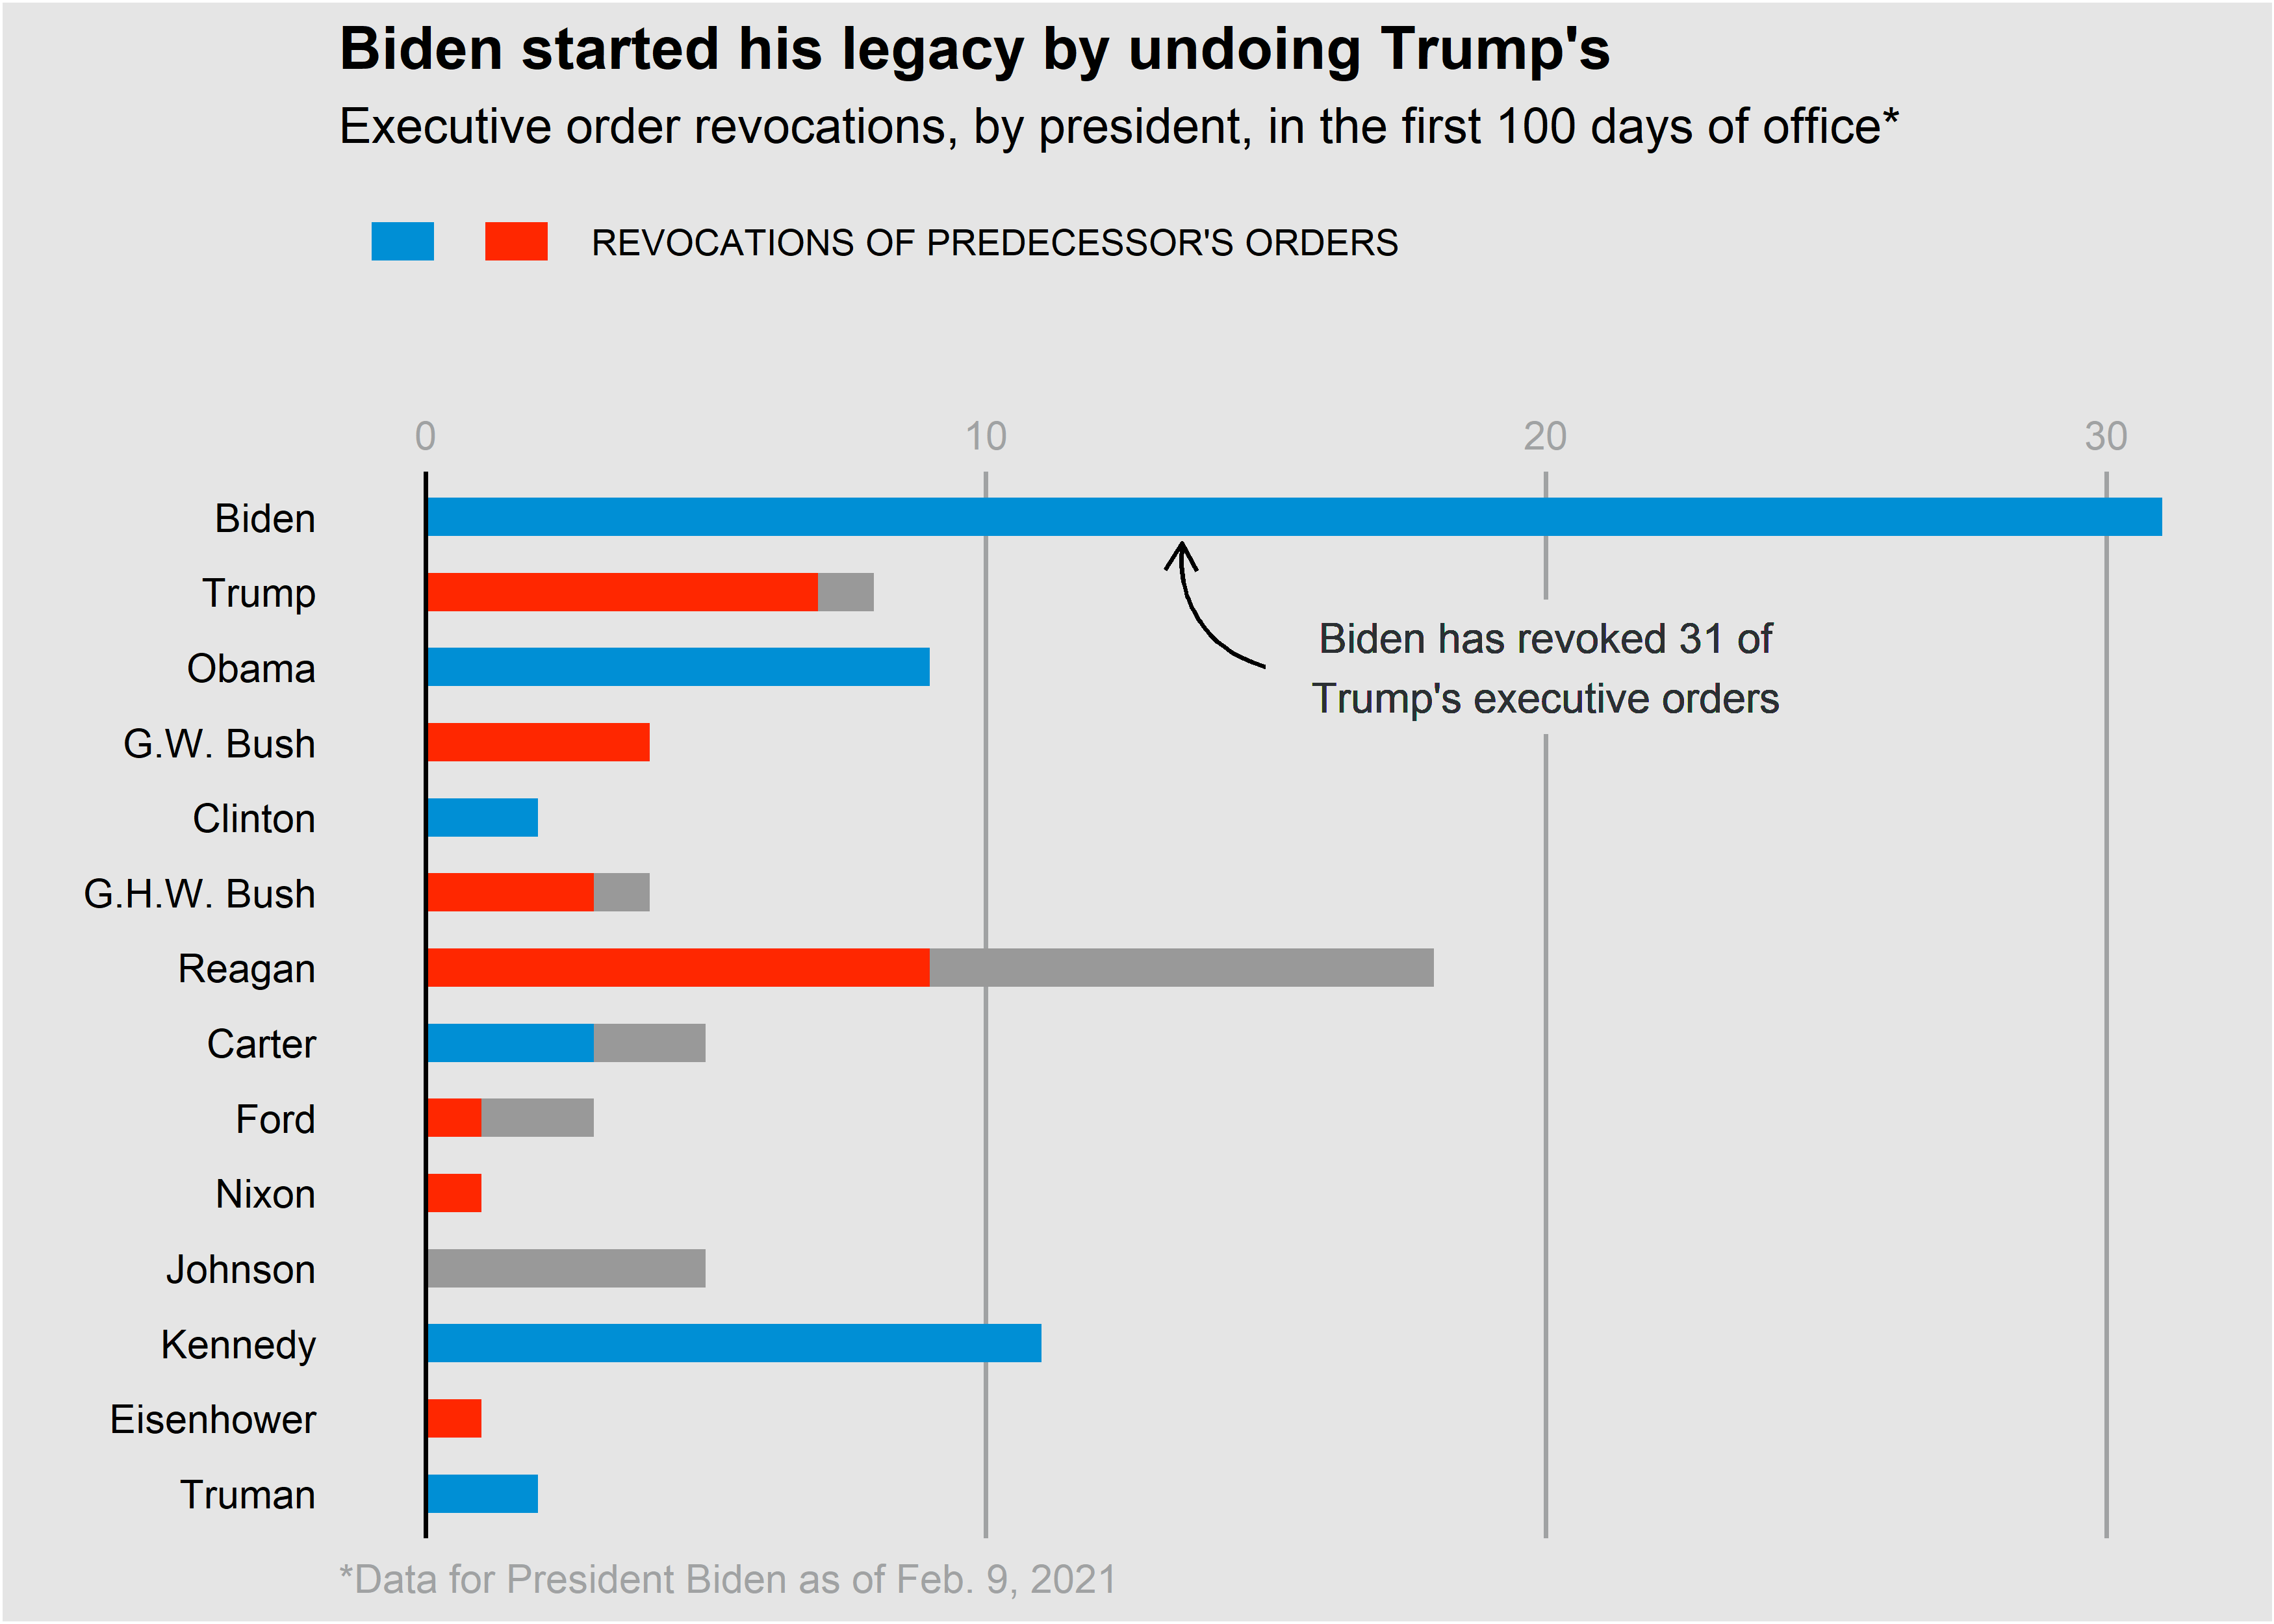 Biden started his legacy by undoing Trump's
Executive order revocations, by president, in the first 100 days of office*
REVOCATIONS OF PREDECESSOR'S ORDERS
0 10 20 30
Biden
Trump
Biden has revoked 31 of
Trump's executive orders
Obama
G.W. Bush
Clinton
G.H.W. Bush
Reagan
Carter
Ford
Nixon
Johnson
Kennedy
Eisenhower
Truman
*Data for President Biden as of Feb. 9, 2021